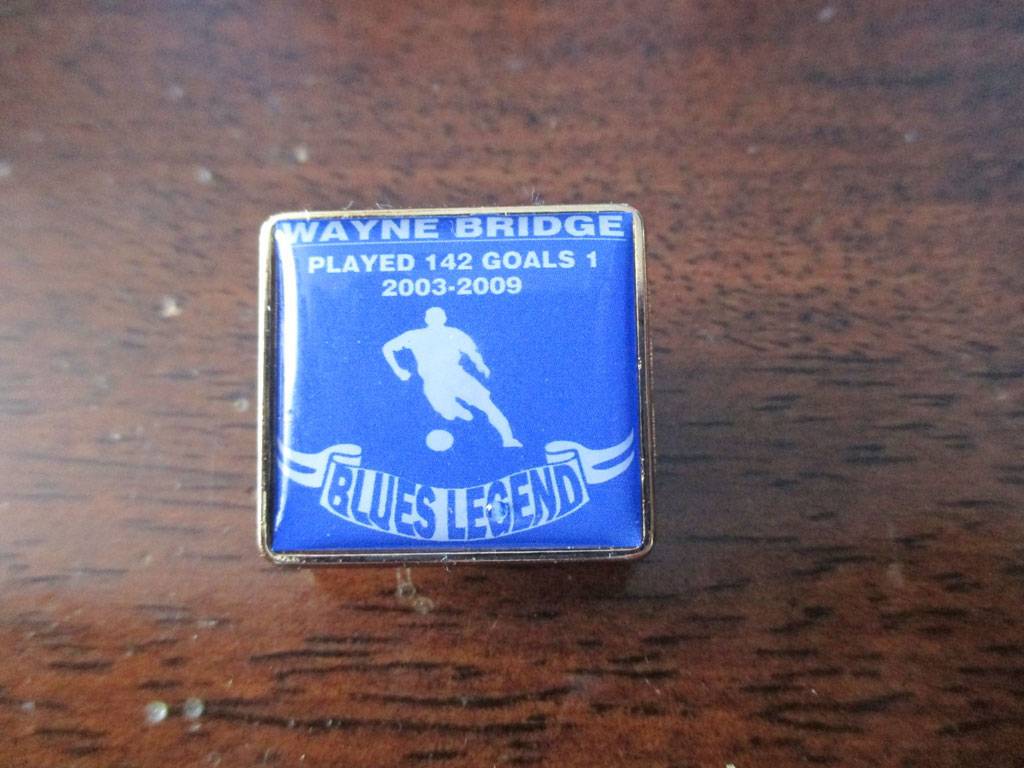 WAYNE BRIDGE
PLAYED 142 GOALS 1
2003-2009
BLUES LEGEND